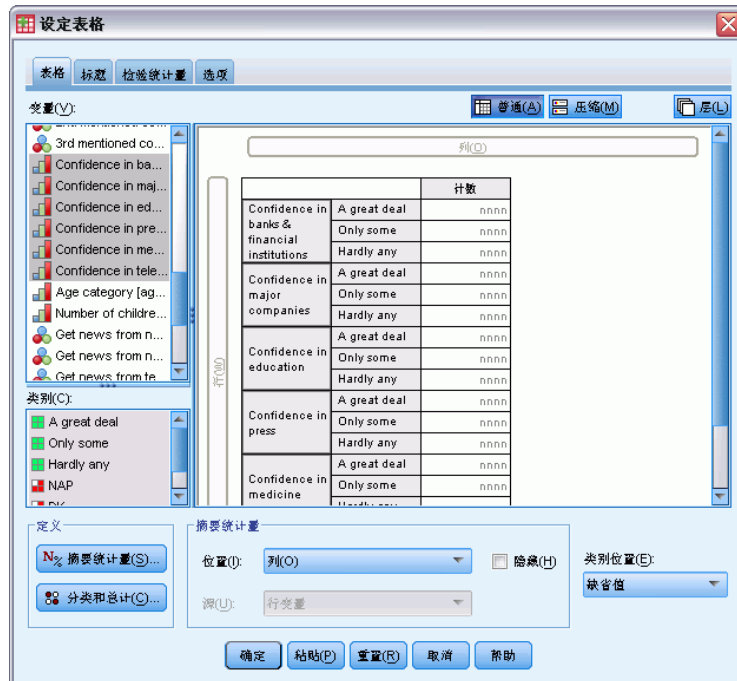 设定表格
表格 标题 检验统计量 选项
变量(V):
普通(A) 压缩(M) 层(L)
3rd mentioned co...
Confidence in ba...
Confidence in maj...
Confidence in ed...
Confidence in pre...
Confidence in me...
Confidence in tele...
Age category [ag...
Number of childre...
Get news from n...
Get news from n...
Get news from te...
类别(C):
A great deal
Only some
Hardly any
NAP
DK
列(O)
行(W)
计数
Confidence in banks & financial institutions
A great deal nnnn
Only some nnnn
Hardly any nnnn
Confidence in major companies
A great deal nnnn
Only some nnnn
Hardly any nnnn
Confidence in education
A great deal nnnn
Only some nnnn
Hardly any nnnn
Confidence in press
A great deal nnnn
Only some nnnn
Hardly any nnnn
Confidence in medicine
A great deal nnnn
Only some nnnn
定义
N% 摘要统计量(S)...
分类和总计(C)...
摘要统计量
位置(I): 列(O) 隐藏(H)
源(U): 行变量
类别位置(E):
缺省值
确定 粘贴(P) 重置(R) 取消 帮助